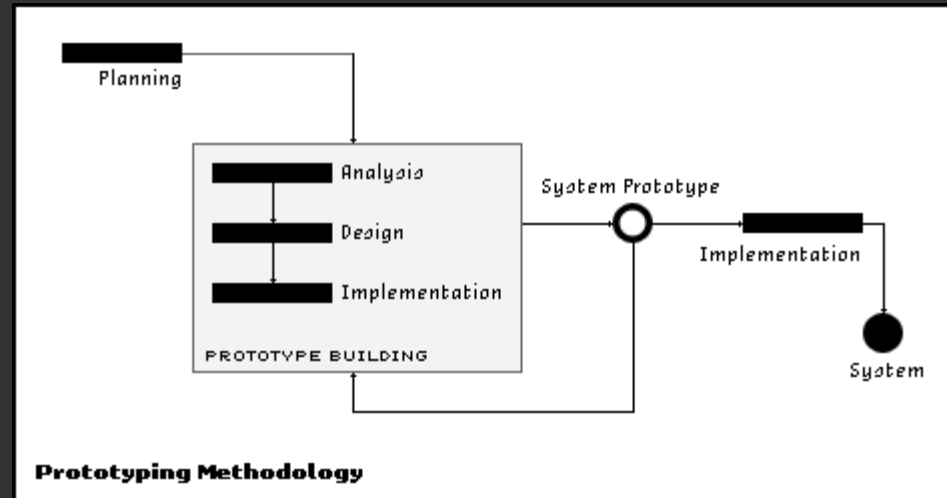 Planning
Analysis
System Prototype
Design
Implementation
Implementation
PROTOTYPE BUILDING
System
Prototyping Methodology